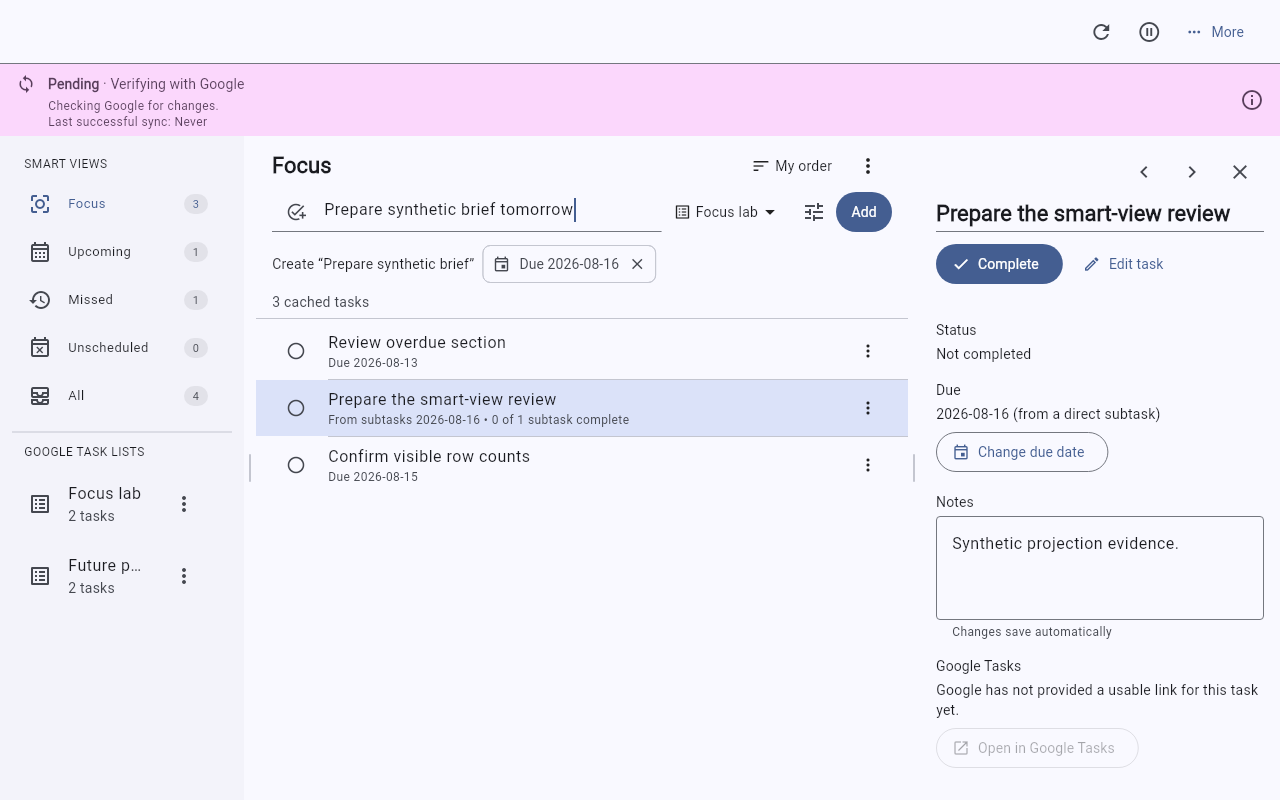 More
Pending · Verifying with Google
Checking Google for changes.
Last successful sync: Never
SMART VIEWS
Focus 3
Upcoming 1
Missed 1
Unscheduled 0
All 4
GOOGLE TASK LISTS
Focus lab
2 tasks
Future p…
2 tasks
Focus
My order
Prepare synthetic brief tomorrow
Focus lab
Add
Create “Prepare synthetic brief”
Due 2026-08-16
3 cached tasks
Review overdue section
Due 2026-08-13
Prepare the smart-view review
From subtasks 2026-08-16 • 0 of 1 subtask complete
Confirm visible row counts
Due 2026-08-15
Prepare the smart-view review
Complete
Edit task
Status
Not completed
Due
2026-08-16 (from a direct subtask)
Change due date
Notes
Synthetic projection evidence.
Changes save automatically
Google Tasks
Google has not provided a usable link for this task
yet.
Open in Google Tasks